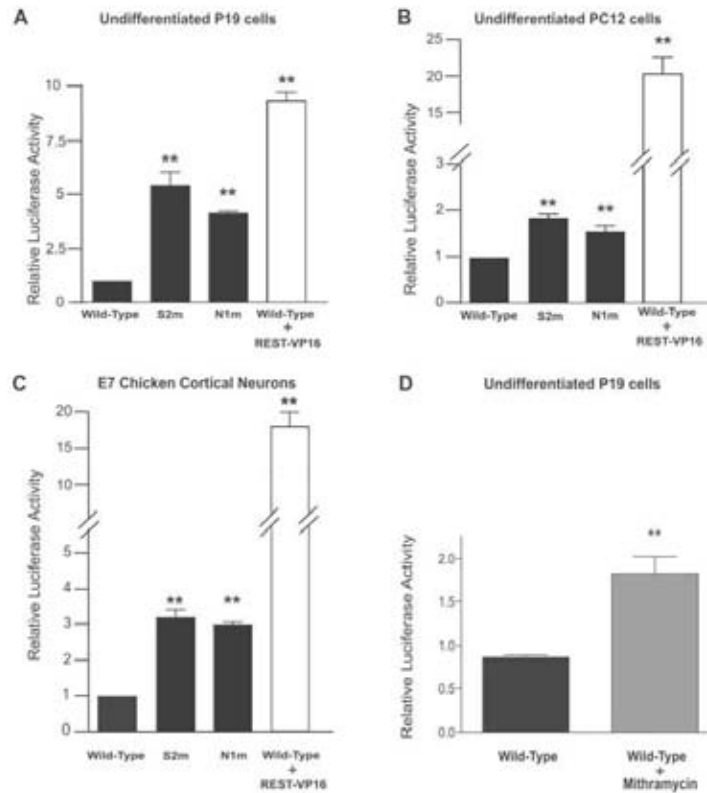 A
Undifferentiated P19 cells
Relative Luciferase Activity
10
7.5
5
2.5
0
**
**
**
Wild-Type
S2m
N1m
Wild-Type
+
REST-VP16
B
Undifferentiated PC12 cells
Relative Luciferase Activity
25
20
15
3
2
1
0
**
**
**
Wild-Type
S2m
N1m
Wild-Type
+
REST-VP16
C
E7 Chicken Cortical Neurons
Relative Luciferase Activity
20
15
10
5
4
3
2
1
0
**
**
**
Wild-Type
S2m
N1m
Wild-Type
+
REST-VP16
D
Undifferentiated P19 cells
Relative Luciferase Activity
2.0
1.5
1.0
0.5
0.0
**
Wild-Type
Wild-Type
+
Mithramycin